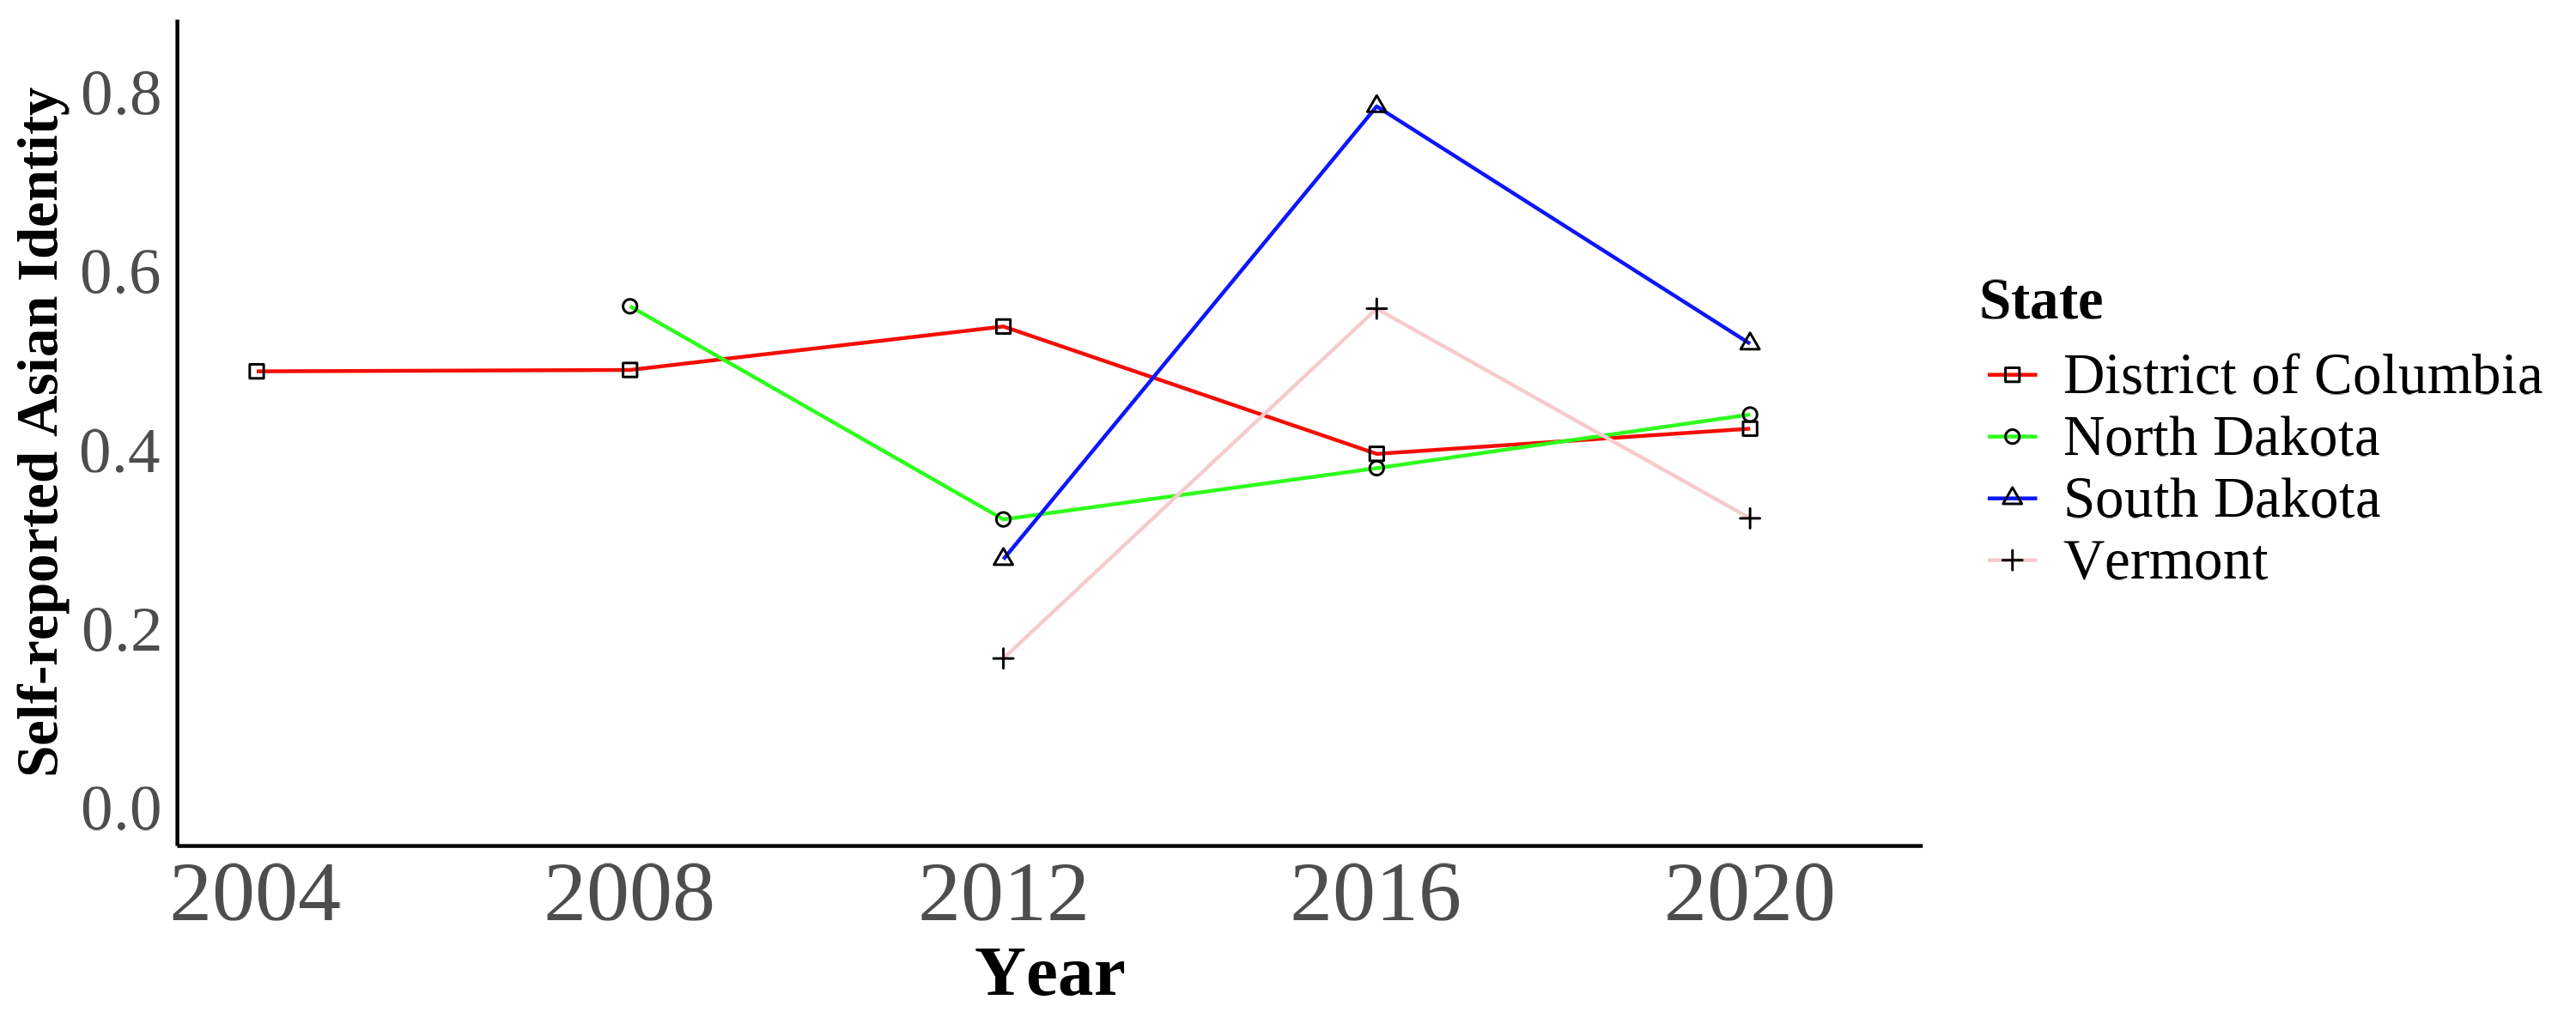 Self-reported Asian Identity
0.8
0.6
0.4
0.2
0.0
2004 2008 2012 2016 2020
Year
State
District of Columbia
North Dakota
South Dakota
Vermont